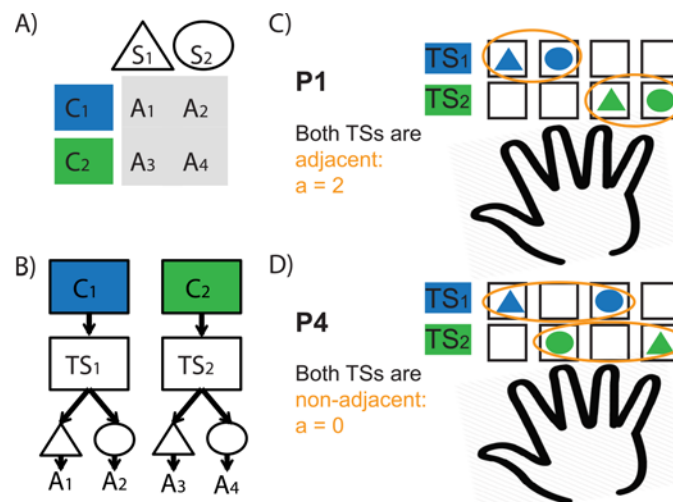 A)
S1 S2
C1 A1 A2
C2 A3 A4
B)
C1 C2
TS1 TS2
A1 A2 A3 A4
C)
P1
Both TSs are
adjacent:
a = 2
TS1
TS2
D)
P4
Both TSs are
non-adjacent:
a = 0
TS1
TS2